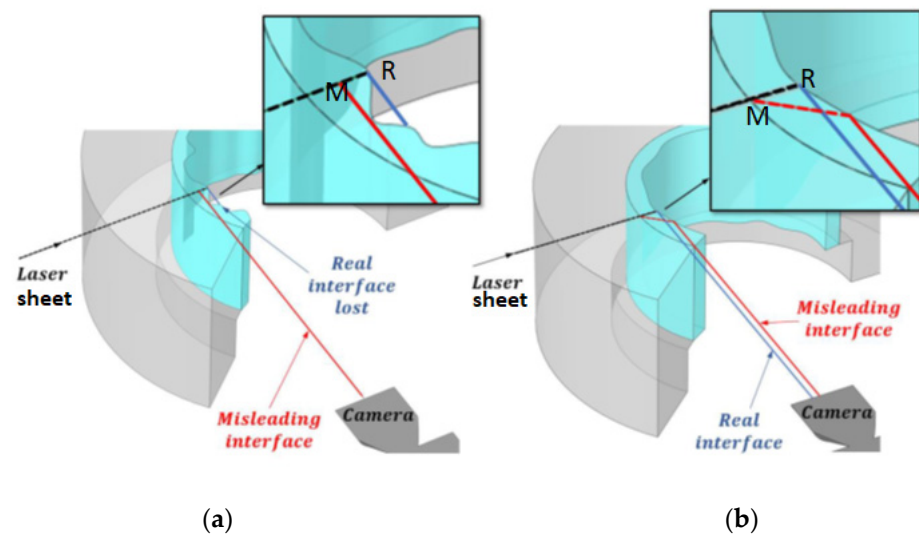 R
M
Laser
sheet
Real
interface
lost
Misleading
interface
Camera
(a)
R
M
Laser
sheet
Misleading
interface
Real
interface
Camera
(b)